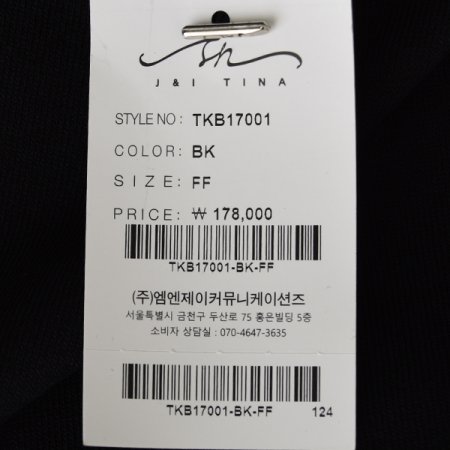 J & I TINA
STYLE NO: TKB17001
COLOR: BK
SIZE: FF
PRICE: ₩ 178,000
TKB17001-BK-FF
(주)엠엔제이커뮤니케이션즈
서울특별시 금천구 두산로 75 홍은빌딩 5층
소비자 상담실 : 070-4647-3635
TKB17001-BK-FF 124